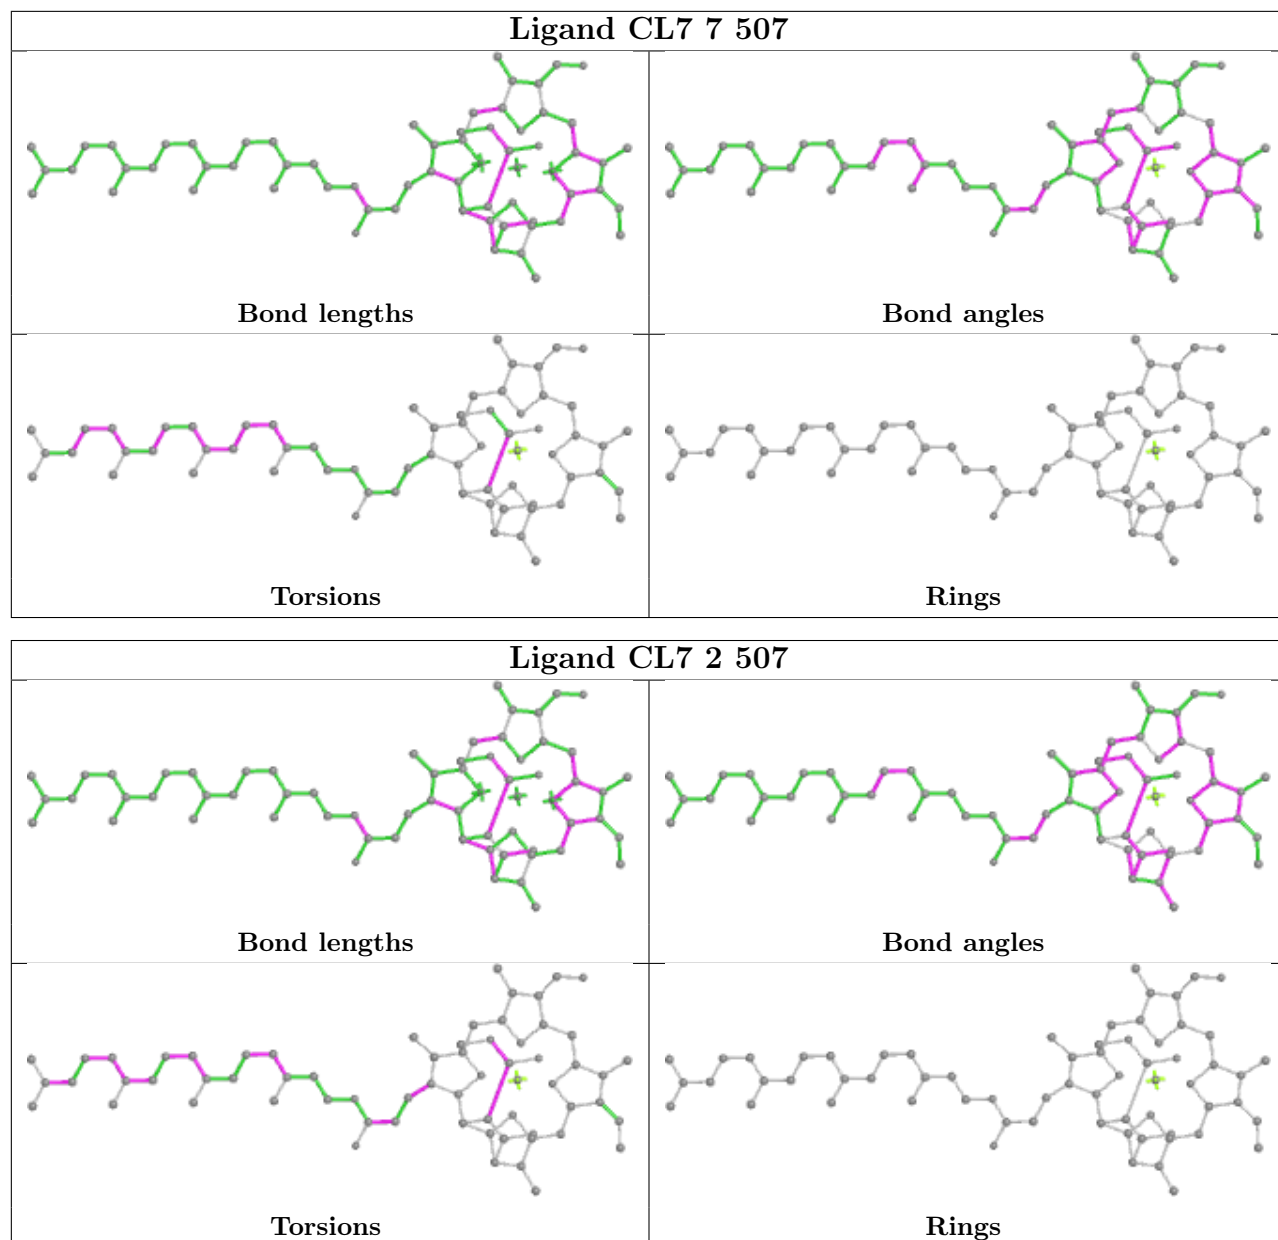 Ligand CL7 7 507
Bond lengths
Bond angles
Torsions
Rings
Ligand CL7 2 507
Bond lengths
Bond angles
Torsions
Rings